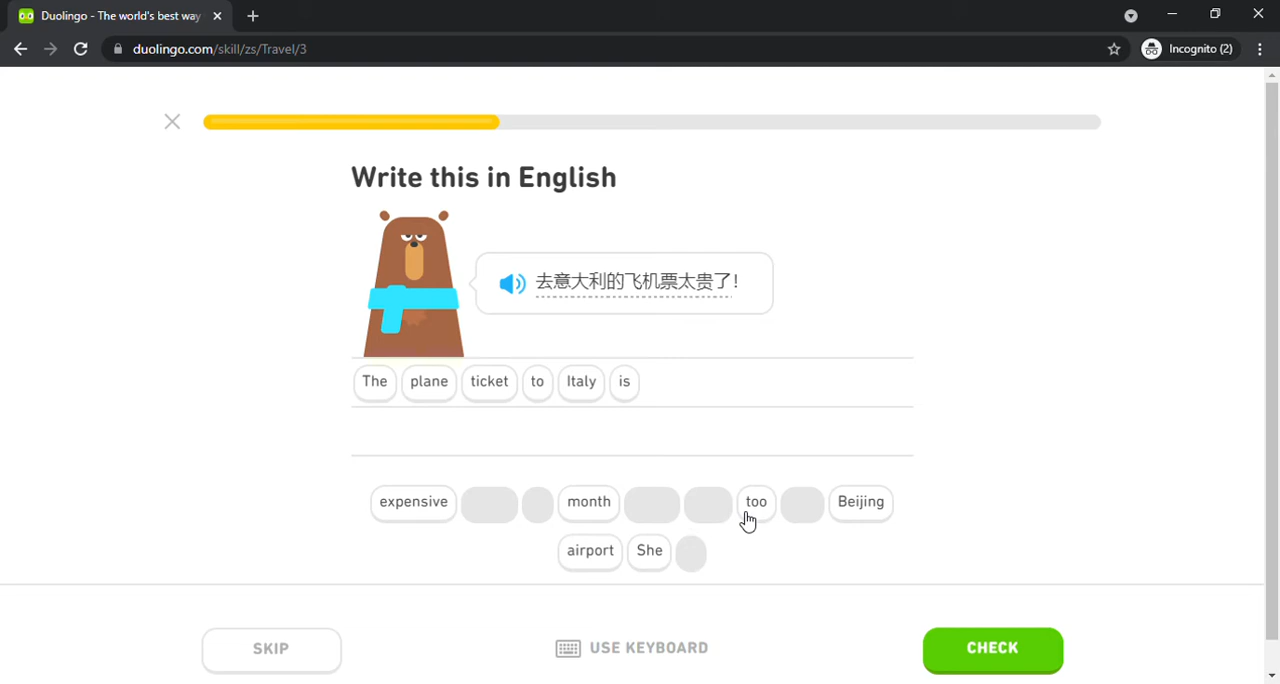 Duolingo - The world's best way
duolingo.com/skill/zs/Travel/3
Incognito (2)
Write this in English
去意大利的飞机票太贵了!
The plane ticket to Italy is
expensive month too Beijing
airport She
SKIP USE KEYBOARD CHECK